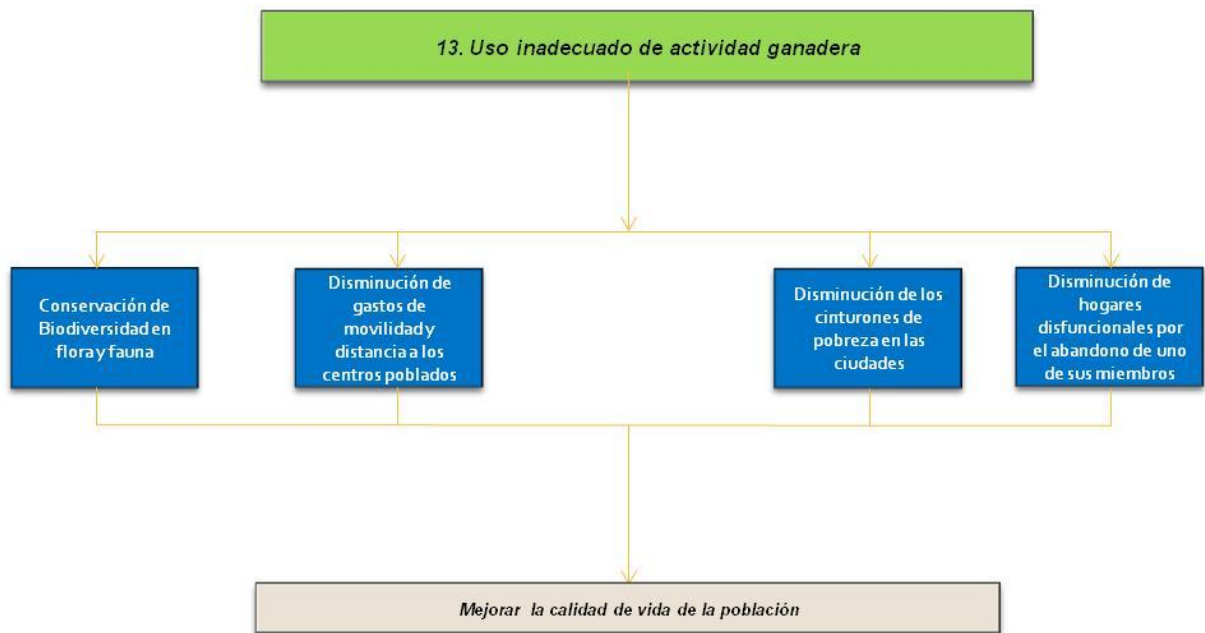 13. Uso inadecuado de actividad ganadera
Conservación de
Biodiversidad en
flora y fauna
Disminución de
gastos de
movilidad y
distancia a los
centros poblados
Disminución de los
cinturones de
pobreza en las
ciudades
Disminución de
hogares
disfuncionales por
el abandono de uno
de sus miembros
Mejorar la calidad de vida de la población